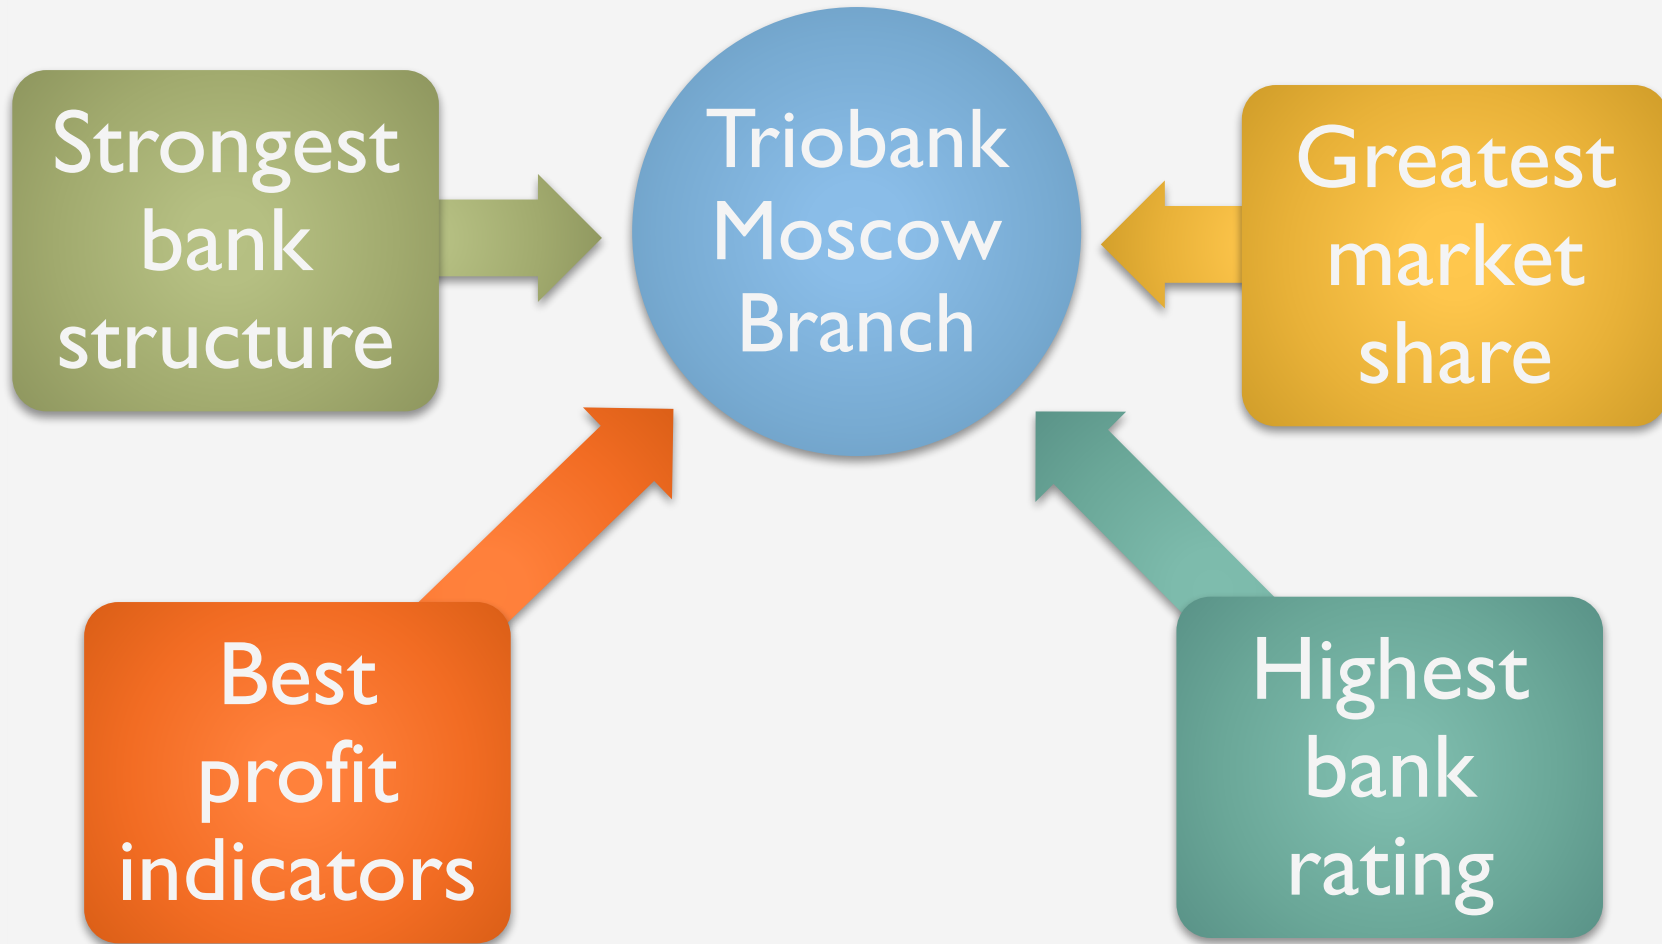 Strongest
bank
structure
Triobank
Moscow
Branch
Greatest
market
share
Best
profit
indicators
Highest
bank
rating